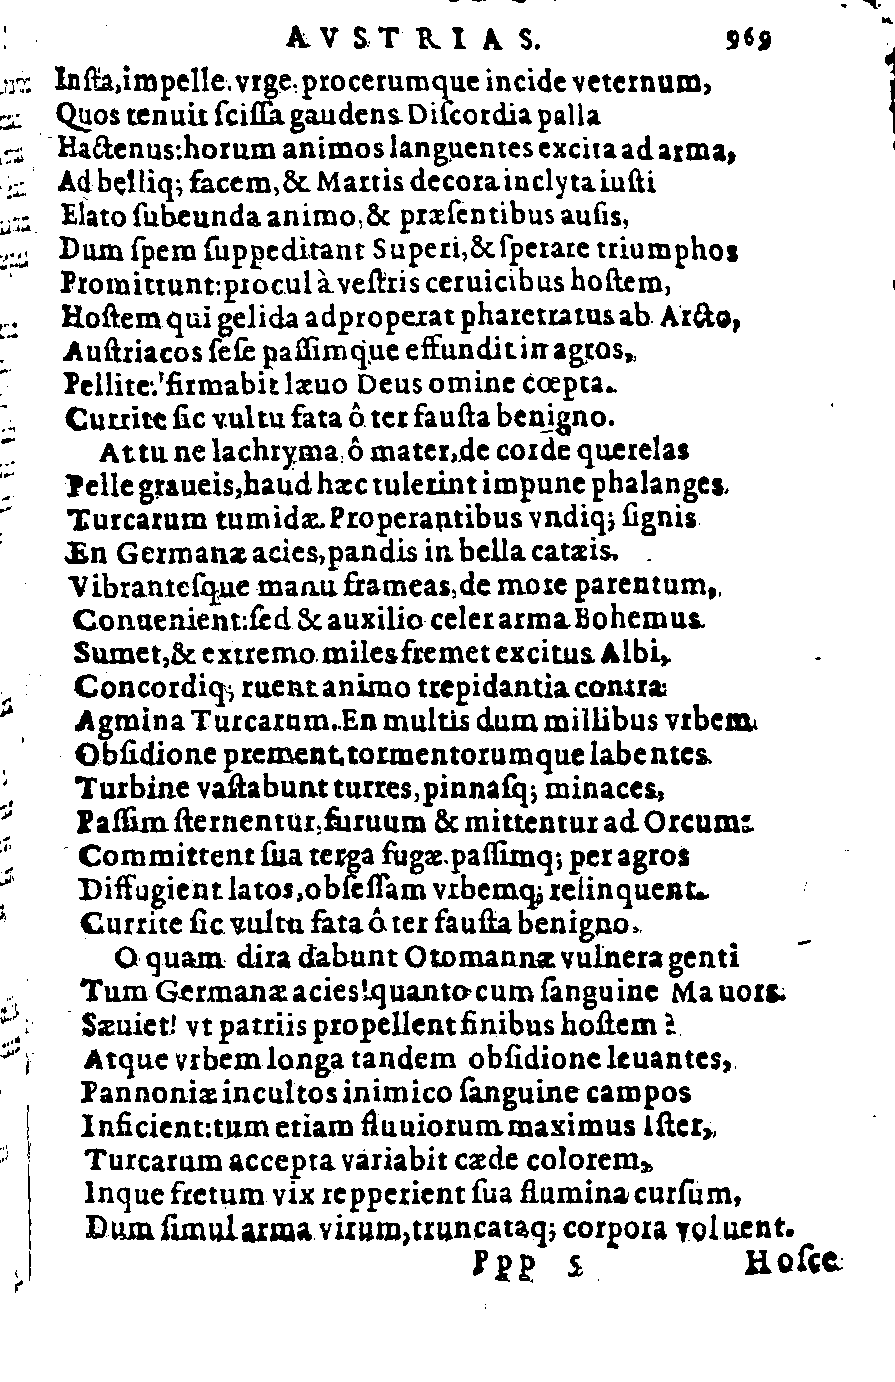 AVSTRIAS. 969
Inſta, impelle. vrge. procerumque incide veternum,
Quos tenuit ſciſſa gaudens Diſcordia palla
Hactenus: horum animos languentes excita ad arma,
Ad belliq; facem, & Martis decora inclyta iuſti
Elato ſubeunda animo, & præſentibus auſis,
Dum ſpem ſuppeditant Superi, & ſperare triumphos
Promittunt: procul à veſtris ceruicibus hoſtem,
Hoſtem qui gelida adproperat pharetratus ab Arcto,
Auſtriacos ſeſe paſſimque effundit in agros,
Pellite: firmabit læuo Deus omine cœpta.
Currite ſic vultu fata ô ter fauſta benigno.
At tu ne lachryma, ô mater, de corde querelas
Pelle graueis, haud hæc tulerint impune phalanges
Turcarum tumidæ. Properantibus vndiq; ſignis
En Germanæ acies, pandis in bella catæis.
Vibranteſque manu frameas, de more parentum,
Conuenient: ſed & auxilio celer arma Bohemus
Sumet, & extremo miles fremet excitus Albi,
Concordiq; ruent animo trepidantia contra
Agmina Turcarum. En multis dum millibus vrbem
Obſidione prement, tormentorumque labentes
Turbine vaſtabunt turres, pinnaſq; minaces,
Paſſim ſternentur, furuum & mittentur ad Orcum:
Committent ſua terga fugæ. paſſimq; per agros
Diffugient latos, obſeſſam vrbemq; relinquent.
Currite ſic vultu fata ô ter fauſta benigno.
O quam dira dabunt Otomannæ vulnera genti
Tum Germanæ acies! quanto cum ſanguine Mauors
Sæuiet! vt patriis propellent finibus hoſtem?
Atque vrbem longa tandem obſidione leuantes,
Pannoniæ incultos inimico ſanguine campos
Inficient: tum etiam fluuiorum maximus Iſter,
Turcarum accepta variabit cæde colorem,
Inque fretum vix repperient ſua flumina curſum,
Dum ſimul arma virum, truncataq; corpora voluent.
Ppp 5 Hoſce